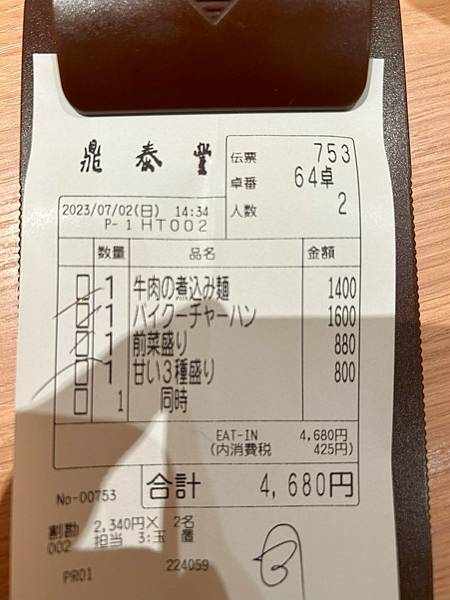 鼎泰豐
伝票 753
卓番 64卓
人数 2
2023/07/02(日) 14:34
P- 1 HT002
数量 品名 金額
1 牛肉の煮込み麺 1400
1 パイクーチャーハン 1600
1 前菜盛り 880
1 甘い3種盛り 800
1 同時
EAT-IN 4,680円
(内消費税 425円)
No-00753 合計 4,680円
割勘 2,340円× 2名
002 担当 3:玉
PR01 224059